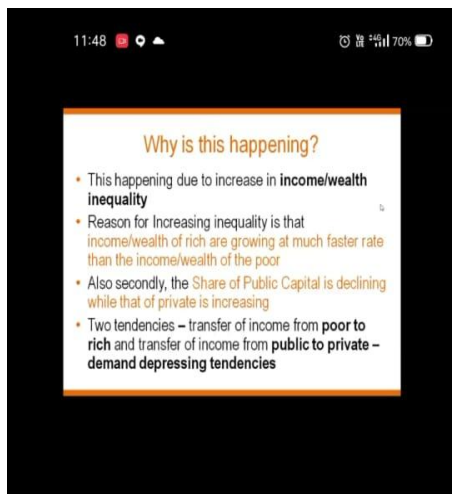 11:48 70%
Why is this happening?
• This happening due to increase in income/wealth
inequality
• Reason for Increasing inequality is that
income/wealth of rich are growing at much faster rate
than the income/wealth of the poor
• Also secondly, the Share of Public Capital is declining
while that of private is increasing
• Two tendencies – transfer of income from poor to
rich and transfer of income from public to private –
demand depressing tendencies